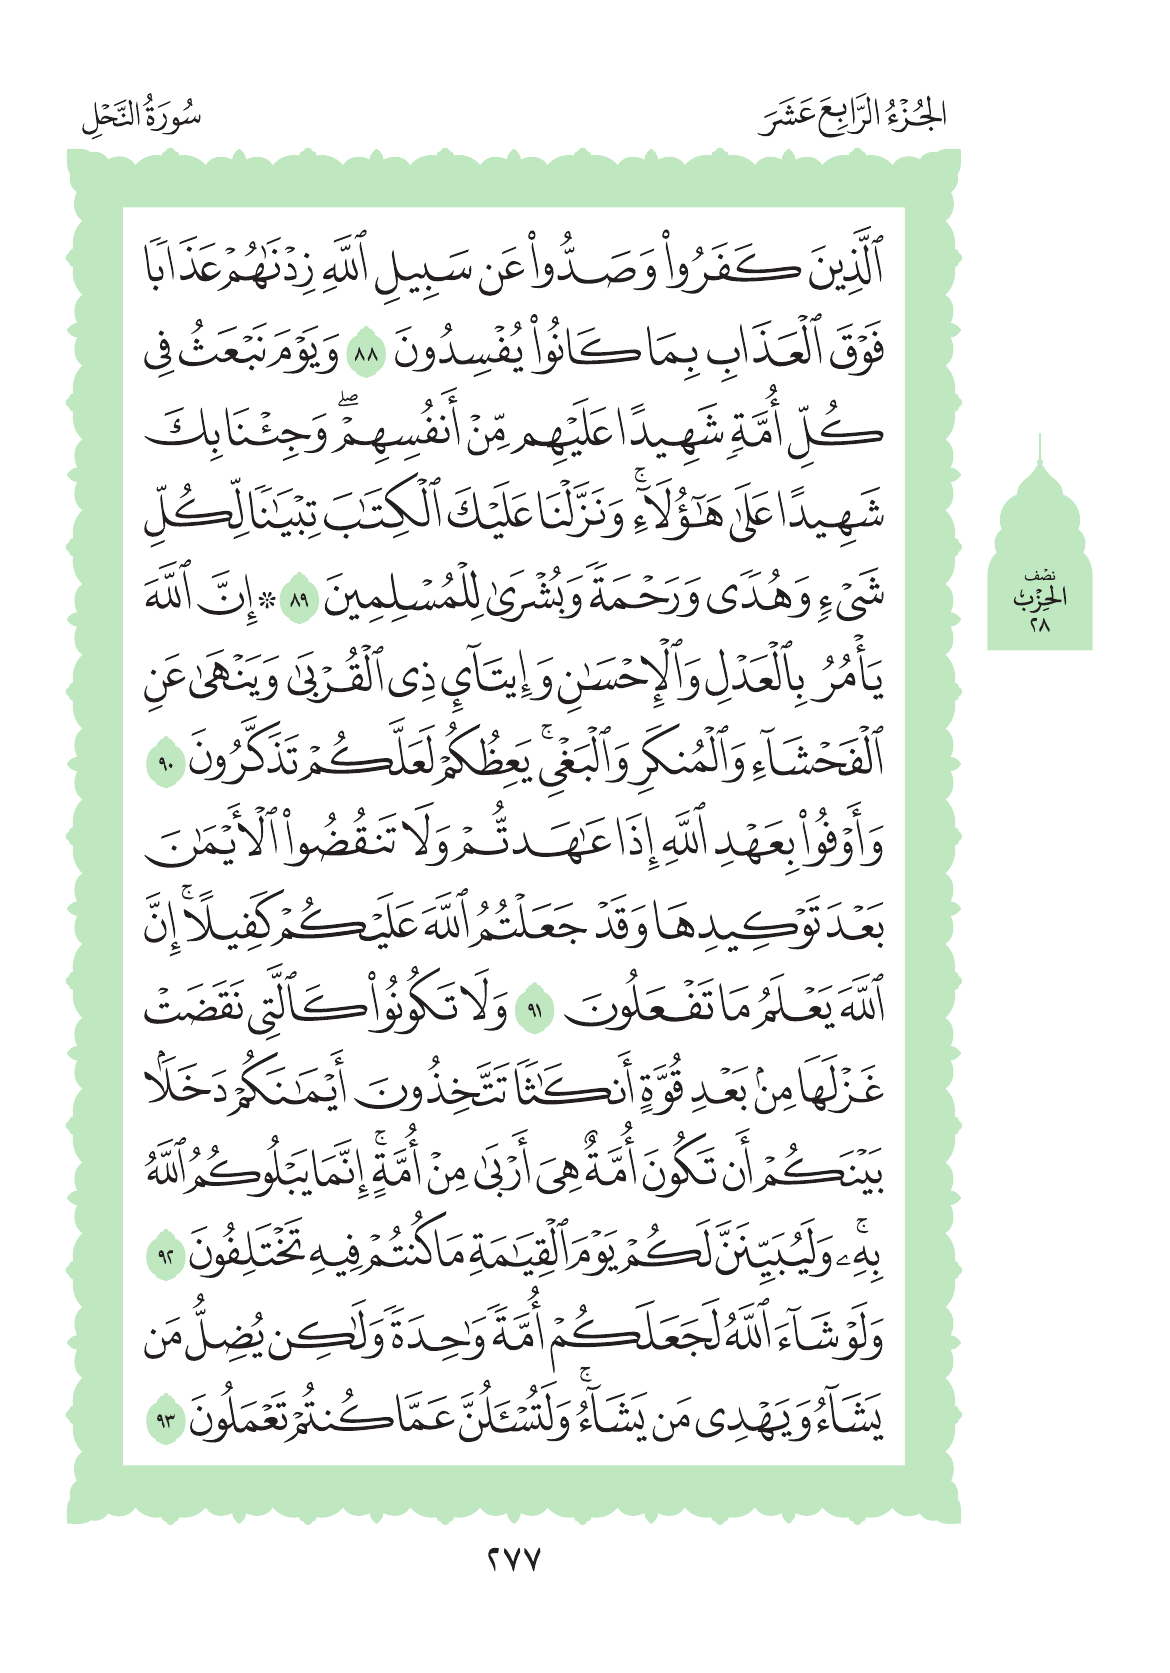 الجُزْءُ الرَّابِعَ عَشَرَ
سُورَةُ النَّحْلِ
ٱلَّذِينَ كَفَرُوا۟ وَصَدُّوا۟ عَن سَبِيلِ ٱللَّهِ زِدْنَـٰهُمْ عَذَابًا
فَوْقَ ٱلْعَذَابِ بِمَا كَانُوا۟ يُفْسِدُونَ ٨٨ وَيَوْمَ نَبْعَثُ فِى
كُلِّ أُمَّةٍ شَهِيدًا عَلَيْهِم مِّنْ أَنفُسِهِمْ ۖ وَجِئْنَا بِكَ
شَهِيدًا عَلَىٰ هَـٰٓؤُلَآءِ ۚ وَنَزَّلْنَا عَلَيْكَ ٱلْكِتَـٰبَ تِبْيَـٰنًا لِّكُلِّ
شَىْءٍ وَهُدًى وَرَحْمَةً وَبُشْرَىٰ لِلْمُسْلِمِينَ ٨٩ ۞ إِنَّ ٱللَّهَ
يَأْمُرُ بِٱلْعَدْلِ وَٱلْإِحْسَـٰنِ وَإِيتَآئِ ذِى ٱلْقُرْبَىٰ وَيَنْهَىٰ عَنِ
ٱلْفَحْشَآءِ وَٱلْمُنكَرِ وَٱلْبَغْىِ ۚ يَعِظُكُمْ لَعَلَّكُمْ تَذَكَّرُونَ ٩٠
وَأَوْفُوا۟ بِعَهْدِ ٱللَّهِ إِذَا عَـٰهَدتُّمْ وَلَا تَنقُضُوا۟ ٱلْأَيْمَـٰنَ
بَعْدَ تَوْكِيدِهَا وَقَدْ جَعَلْتُمُ ٱللَّهَ عَلَيْكُمْ كَفِيلًا ۚ إِنَّ
ٱللَّهَ يَعْلَمُ مَا تَفْعَلُونَ ٩١ وَلَا تَكُونُوا۟ كَٱلَّتِى نَقَضَتْ
غَزْلَهَا مِنۢ بَعْدِ قُوَّةٍ أَنكَـٰثًا تَتَّخِذُونَ أَيْمَـٰنَكُمْ دَخَلًۢا
بَيْنَكُمْ أَن تَكُونَ أُمَّةٌ هِىَ أَرْبَىٰ مِنْ أُمَّةٍ ۚ إِنَّمَا يَبْلُوكُمُ ٱللَّهُ
بِهِۦ ۚ وَلَيُبَيِّنَنَّ لَكُمْ يَوْمَ ٱلْقِيَـٰمَةِ مَا كُنتُمْ فِيهِ تَخْتَلِفُونَ ٩٢
وَلَوْ شَآءَ ٱللَّهُ لَجَعَلَكُمْ أُمَّةً وَٰحِدَةً وَلَـٰكِن يُضِلُّ مَن
يَشَآءُ وَيَهْدِى مَن يَشَآءُ ۚ وَلَتُسْـَٔلُنَّ عَمَّا كُنتُمْ تَعْمَلُونَ ٩٣
نصْف
الحِزْب
٢٨
٢٧٧